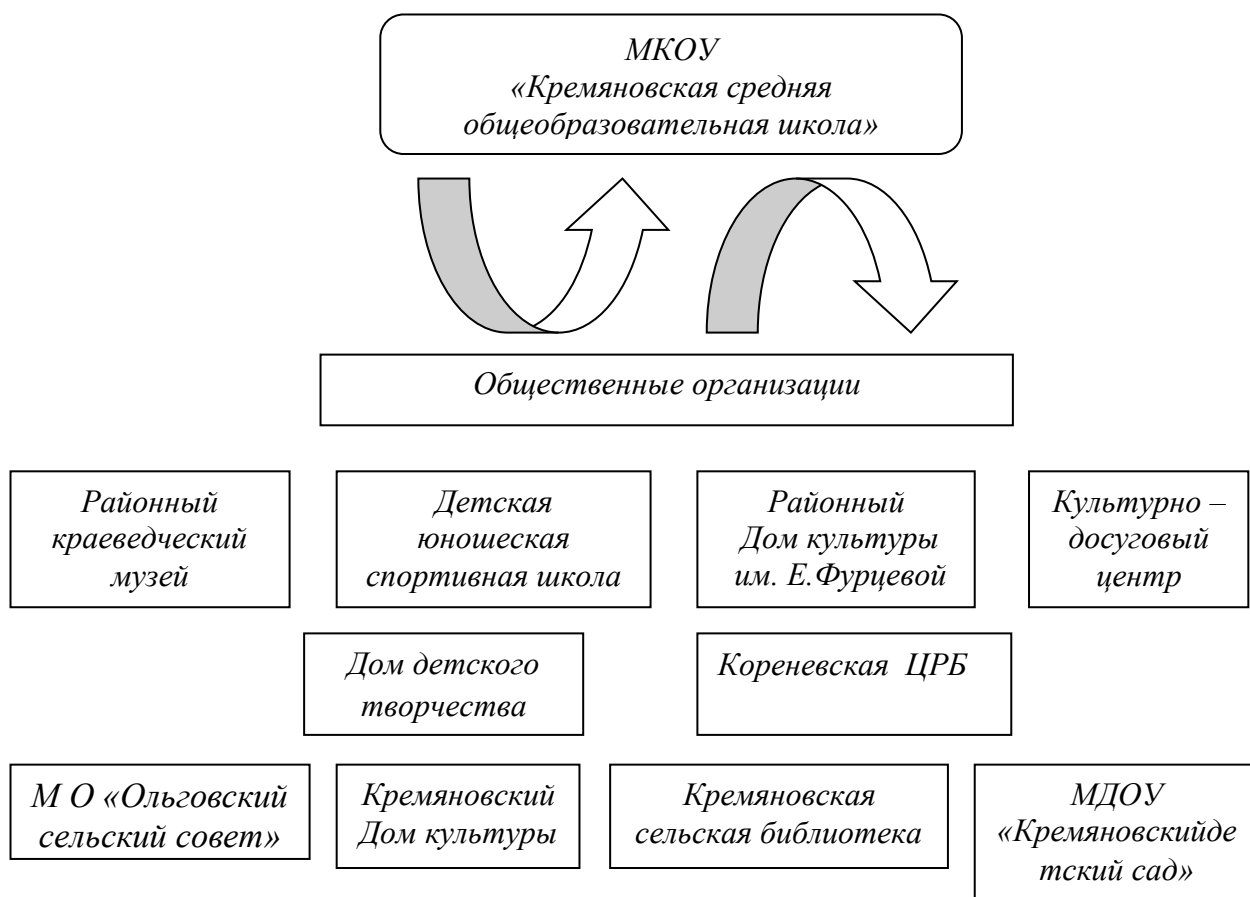 МКОУ
«Кремяновская средняя
общеобразовательная школа»
Общественные организации
Районный
краеведческий
музей
Детская
юношеская
спортивная школа
Районный
Дом культуры
им. Е.Фурцевой
Культурно –
досуговый
центр
Дом детского
творчества
Кореневская ЦРБ
М О «Ольговский
сельский совет»
Кремяновский
Дом культуры
Кремяновская
сельская библиотека
МДОУ
«Кремяновскийде
тский сад»